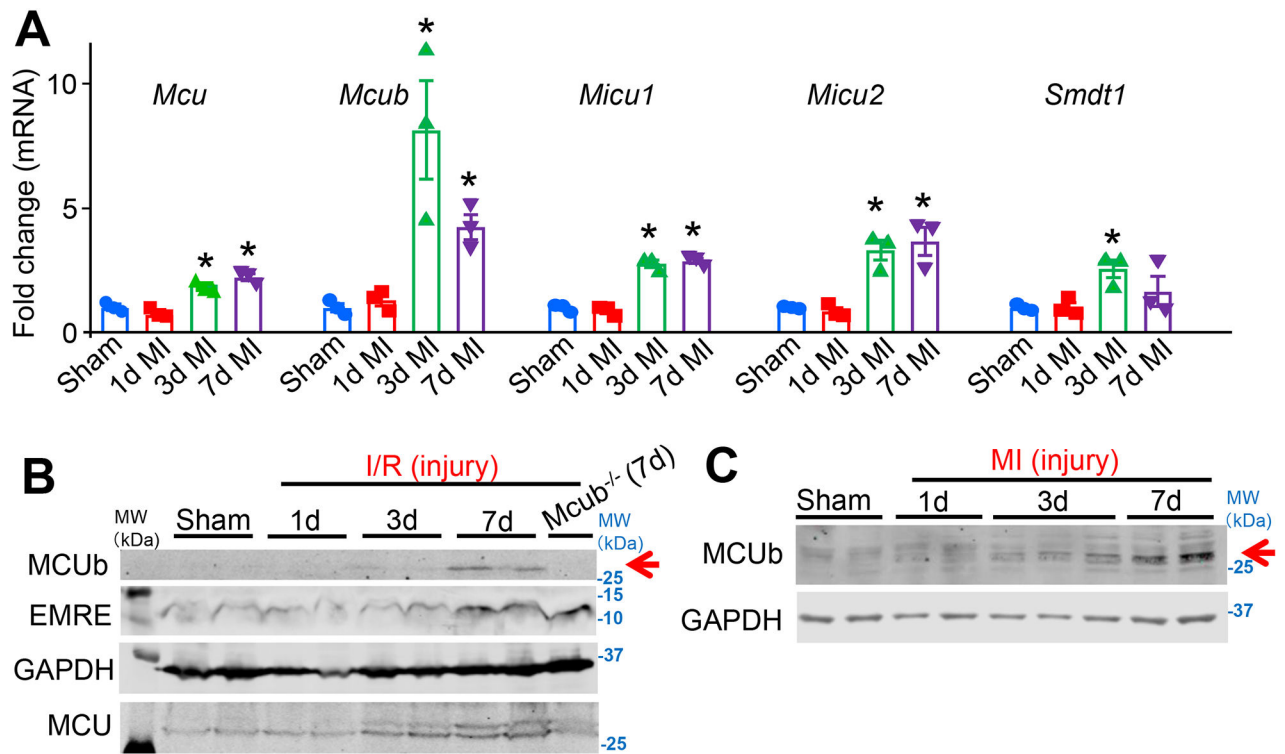 A
Fold change (mRNA)
10
5
0
Mcu
Mcub
Micu1
Micu2
Smdt1
* * * * * * * * *
Sham 1d MI 3d MI 7d MI
Sham 1d MI 3d MI 7d MI
Sham 1d MI 3d MI 7d MI
Sham 1d MI 3d MI 7d MI
Sham 1d MI 3d MI 7d MI
B
I/R (injury)
MW
(kDa)
Sham 1d 3d 7d Mcub-/- (7d)
MW
(kDa)
MCUb
-25
EMRE
-15
-10
GAPDH
-37
MCU
-25
C
MI (injury)
Sham 1d 3d 7d
MW
(kDa)
MCUb
-25
GAPDH
-37